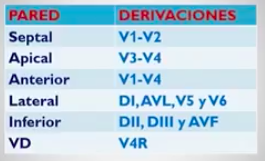 PARED DERIVACIONES
Septal V1-V2
Apical V3-V4
Anterior V1-V4
Lateral DI, AVL, V5 y V6
Inferior DII, DIII y AVF
VD V4R